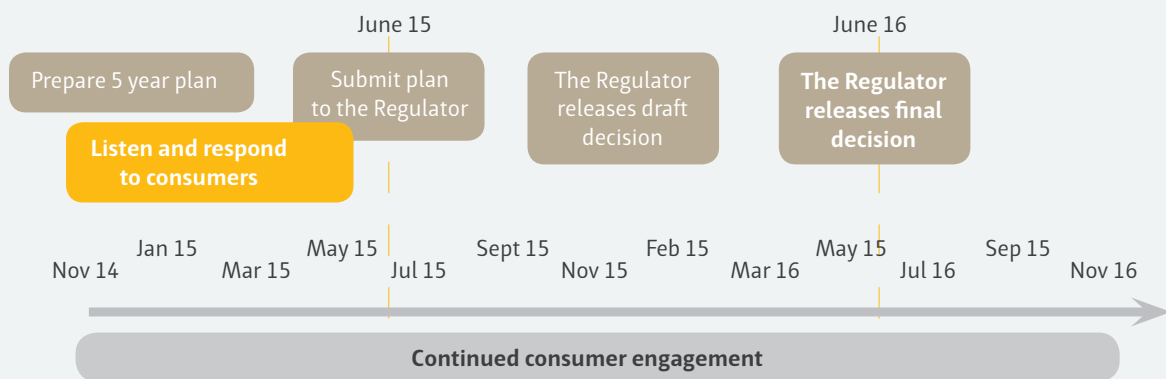 June 15
June 16
Prepare 5 year plan
Submit plan
to the Regulator
The Regulator
releases draft
decision
The Regulator
releases final
decision
Listen and respond
to consumers
Nov 14
Jan 15
Mar 15
May 15
Jul 15
Sept 15
Nov 15
Feb 15
Mar 16
May 15
Jul 16
Sep 15
Nov 16
Continued consumer engagement